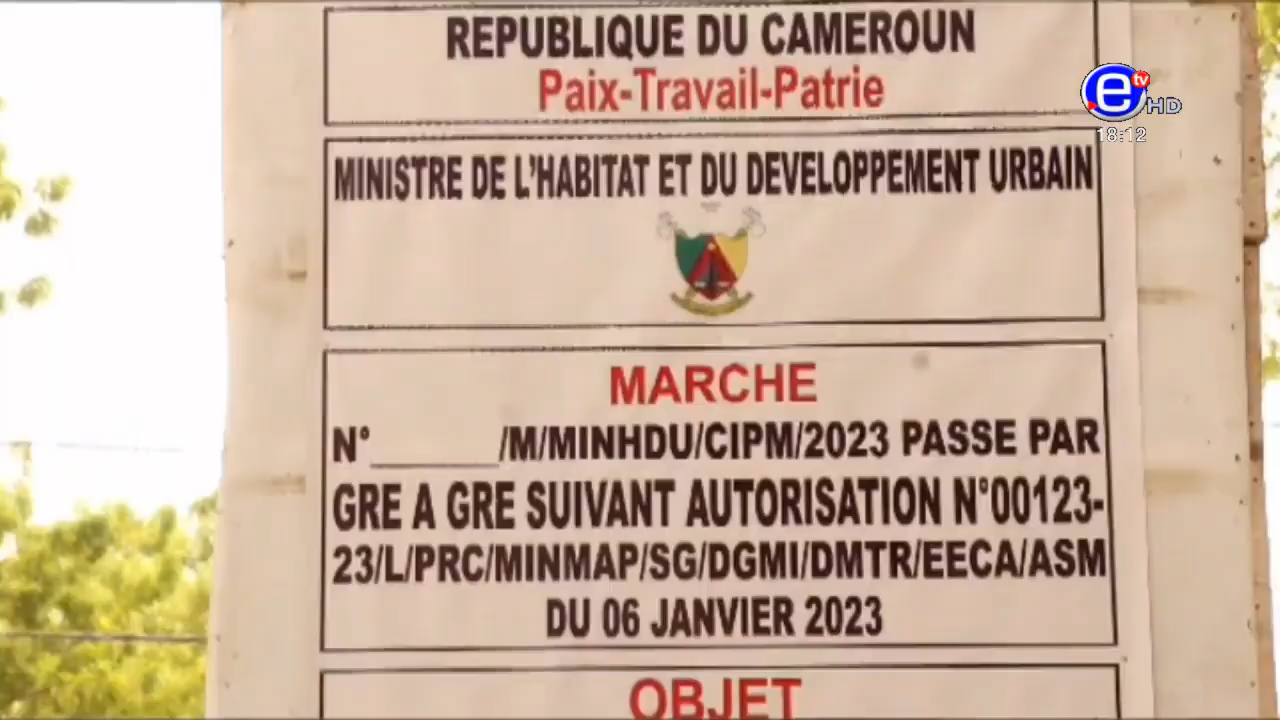 REPUBLIQUE DU CAMEROUN
Paix-Travail-Patrie
e tv HD
18:12
MINISTRE DE L'HABITAT ET DU DEVELOPPEMENT URBAIN
MARCHE
N°______/M/MINHDU/CIPM/2023 PASSE PAR
GRE A GRE SUIVANT AUTORISATION N°00123-
23/L/PRC/MINMAP/SG/DGMI/DMTR/EECA/ASM
DU 06 JANVIER 2023
OBJET